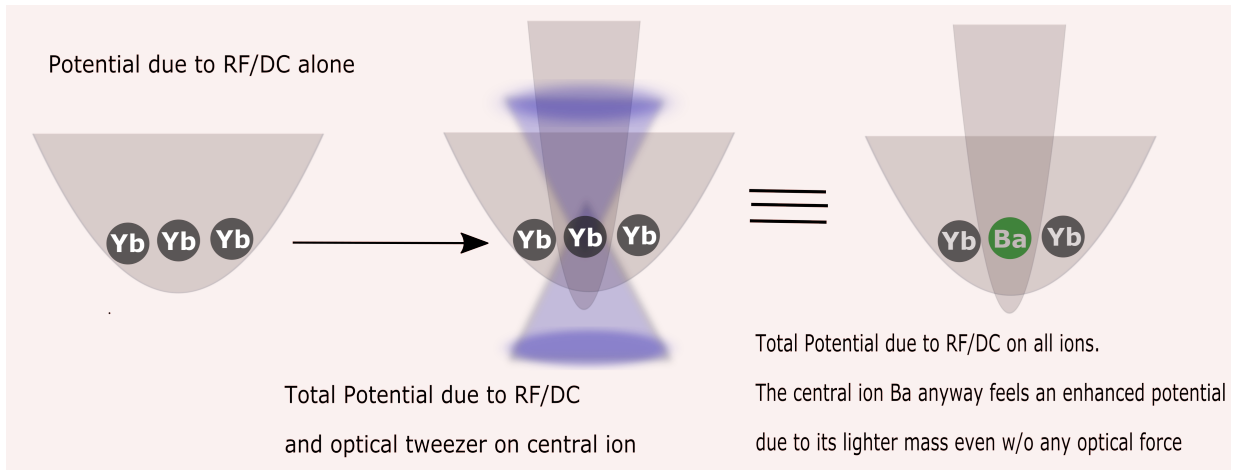 Potential due to RF/DC alone
Yb Yb Yb
Yb Yb Yb
Yb Ba Yb
Total Potential due to RF/DC
and optical tweezer on central ion
Total Potential due to RF/DC on all ions.
The central ion Ba anyway feels an enhanced potential
due to its lighter mass even w/o any optical force